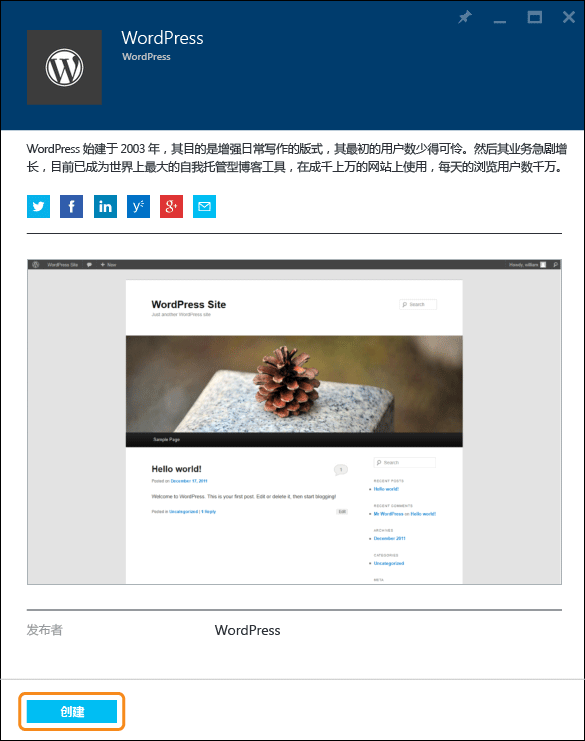 WordPress
WordPress
WordPress 始建于 2003 年，其目的是增强日常写作的版式，其最初的用户数少得可怜。然后其业务急剧增
长，目前已成为世界上最大的自我托管型博客工具，在成千上万的网站上使用，每天的浏览用户数千万。
WordPress Site
New
Howdy, william
WordPress Site
Just another WordPress site
Search
Sample Page
Hello world!
1
Posted on December 17, 2011
Welcome to WordPress. This is your first post. Edit or delete it, then start blogging!
Posted in Uncategorized | 1 Reply
Edit
Search
RECENT POSTS
Hello world!
RECENT COMMENTS
Mr WordPress on Hello world!
ARCHIVES
December 2011
CATEGORIES
Uncategorized
META
发布者 WordPress
创建